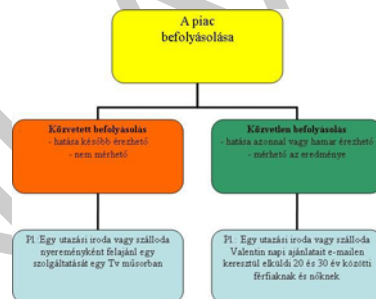 A piac
befolyásolása
Közvetett befolyásolás
- hatása később érezhető
- nem mérhető
Közvetlen befolyásolás
- hatása azonnal vagy hamar érezhető
- mérhető az eredménye
Pl.:Egy utazási iroda vagy szálloda
nyereményként felajánl egy
szolgáltatását egy Tv műsorban
Pl.: Egy utazási iroda vagy szálloda
Valentin napi ajánlatait e-mailen
keresztül elküldi 20 és 30 év közötti
férfiaknak és nőknek